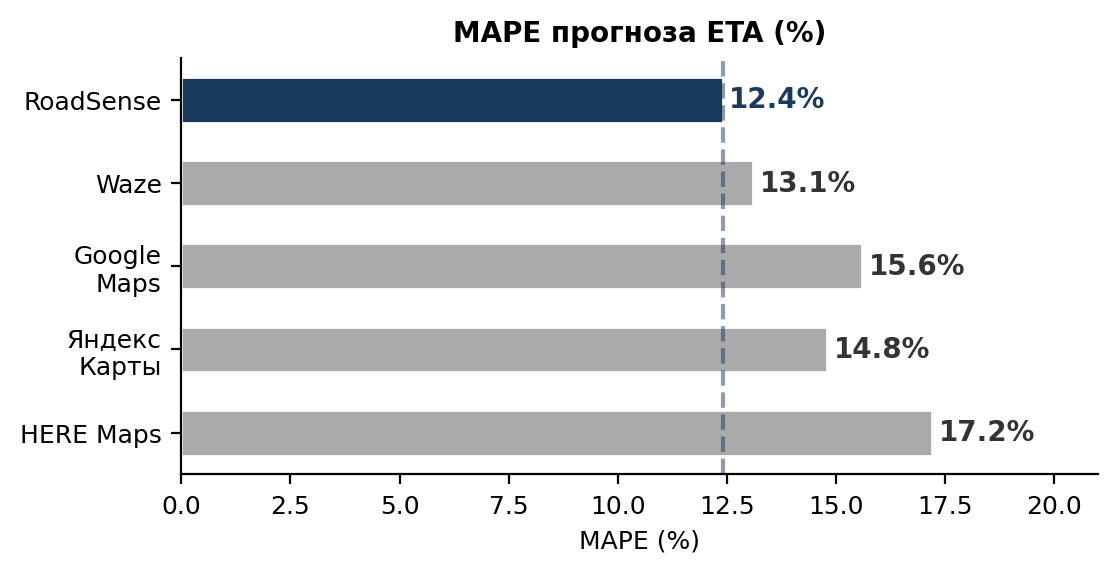 MAPE прогноза ETA (%)
RoadSense
12.4%
Waze
13.1%
Google
Maps
15.6%
Яндекс
Карты
14.8%
HERE Maps
17.2%
0.0 2.5 5.0 7.5 10.0 12.5 15.0 17.5 20.0
MAPE (%)